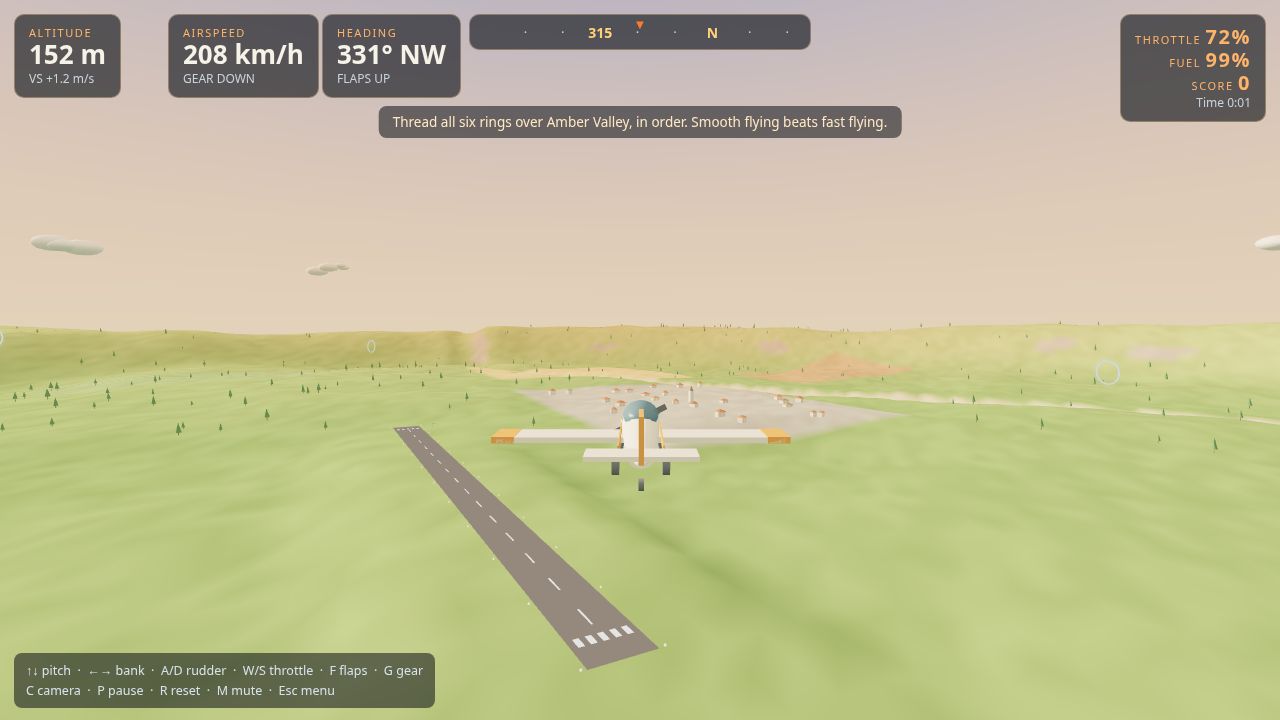 ALTITUDE
152 m
VS +1.2 m/s
AIRSPEED
208 km/h
GEAR DOWN
HEADING
331° NW
FLAPS UP
315 N
THROTTLE 72%
FUEL 99%
SCORE 0
Time 0:01
Thread all six rings over Amber Valley, in order. Smooth flying beats fast flying.
↑↓ pitch · ←→ bank · A/D rudder · W/S throttle · F flaps · G gear
C camera · P pause · R reset · M mute · Esc menu